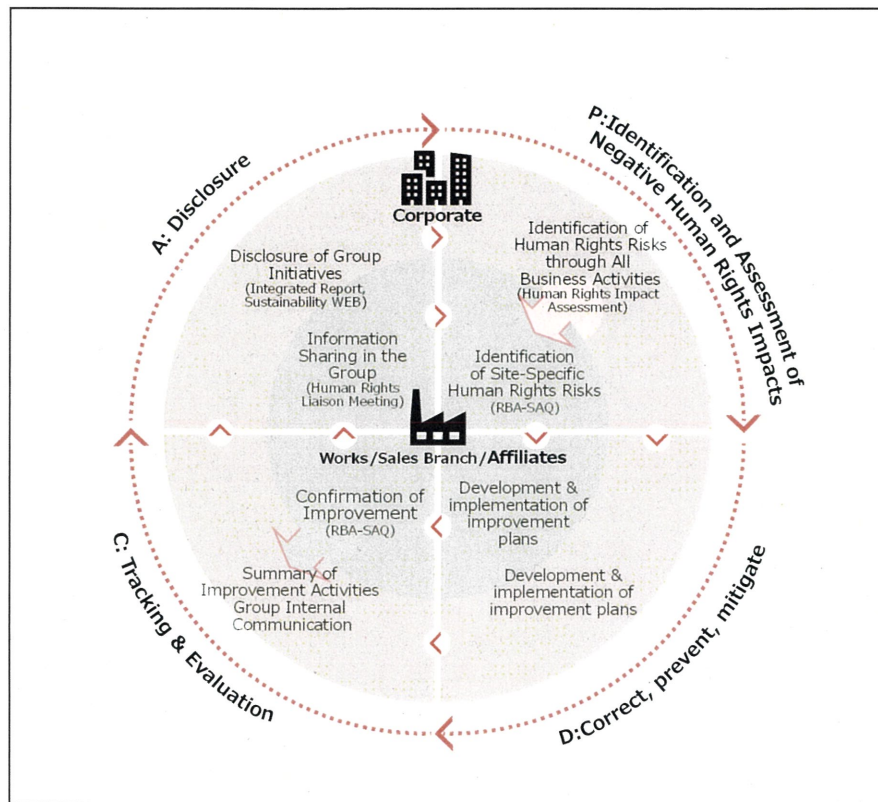 A: Disclosure
P:Identification and Assessment of
Negative Human Rights Impacts
Corporate
Disclosure of Group
Initiatives
(Integrated Report,
Sustainability WEB)
Identification of
Human Rights Risks
through All
Business Activities
(Human Rights Impact
Assessment)
Information
Sharing in the
Group
(Human Rights
Liaison Meeting)
Identification
of Site-Specific
Human Rights Risks
(RBA-SAQ)
Works/Sales Branch/Affiliates
Confirmation of
Improvement
(RBA-SAQ)
Development &
implementation of
improvement
plans
Summary of
Improvement Activities
Group Internal
Communication
Development &
implementation of
improvement plans
C: Tracking & Evaluation
D:Correct, prevent, mitigate